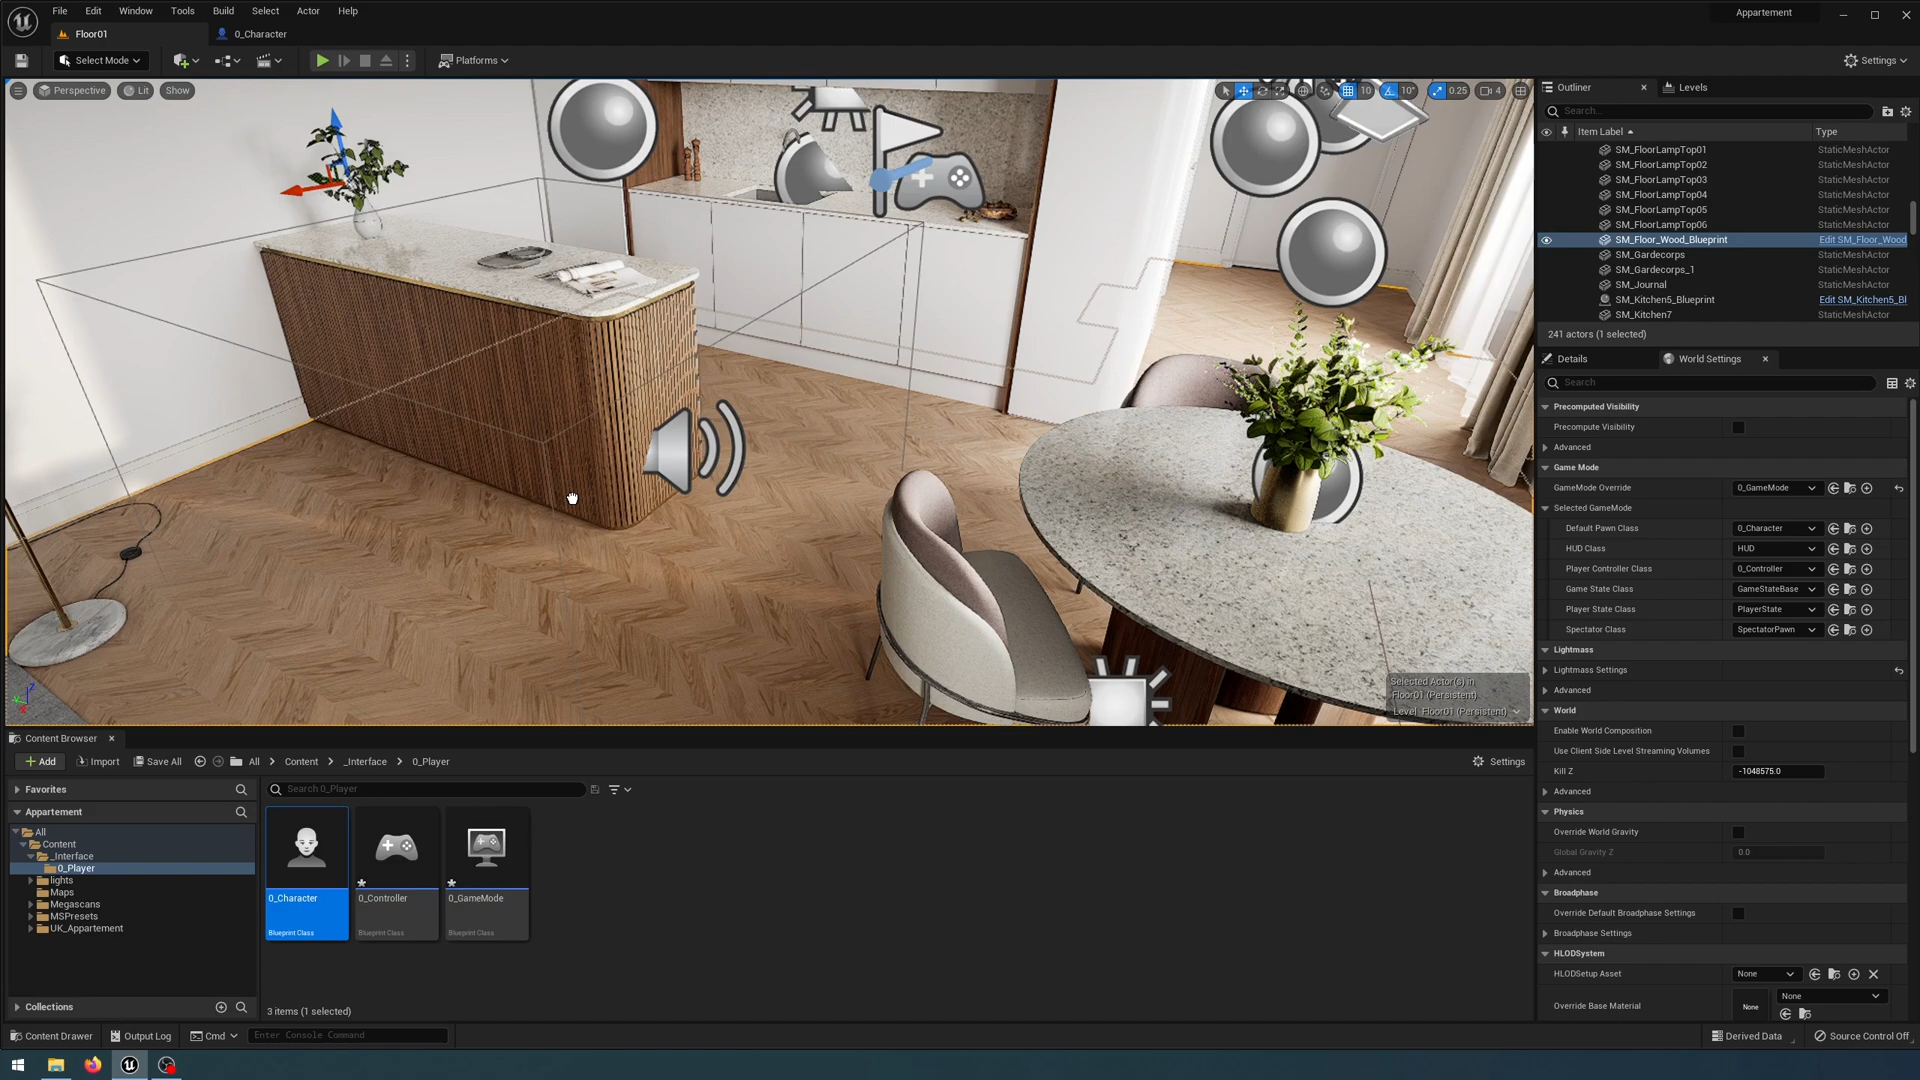 File Edit Window Tools Build Select Actor Help
Appartement
Floor01
0_Character
Select Mode
Platforms
Settings
Perspective
Lit
Show
10
10°
0.25
4
Outliner
Levels
Search...
Item Label
Type
SM_FloorLampTop01 StaticMeshActor
SM_FloorLampTop02 StaticMeshActor
SM_FloorLampTop03 StaticMeshActor
SM_FloorLampTop04 StaticMeshActor
SM_FloorLampTop05 StaticMeshActor
SM_FloorLampTop06 StaticMeshActor
SM_Floor_Wood_Blueprint Edit SM_Floor_Wood
SM_Gardecorps StaticMeshActor
SM_Gardecorps_1 StaticMeshActor
SM_Journal StaticMeshActor
SM_Kitchen5_Blueprint Edit SM_Kitchen5_Bl
SM_Kitchen7 StaticMeshActor
241 actors (1 selected)
Details
World Settings
Search
Precomputed Visibility
Precompute Visibility
Advanced
Game Mode
GameMode Override 0_GameMode
Selected GameMode
Default Pawn Class 0_Character
HUD Class HUD
Player Controller Class 0_Controller
Game State Class GameStateBase
Player State Class PlayerState
Spectator Class SpectatorPawn
Lightmass
Lightmass Settings
Advanced
World
Enable World Composition
Use Client Side Level Streaming Volumes
Kill Z -1048575.0
Advanced
Physics
Override World Gravity
Global Gravity Z 0.0
Advanced
Broadphase
Override Default Broadphase Settings
Broadphase Settings
HLODSystem
HLODSetup Asset None
Override Base Material None None
Selected Actor(s) in
Floor01 (Persistent)
Level: Floor01 (Persistent)
Z
Content Browser
Add
Import
Save All
All
Content
_Interface
0_Player
Settings
Favorites
Search 0_Player
Appartement
All
Content
_Interface
0_Player
lights
Maps
Megascans
MSPresets
UK_Appartement
0_Character
Blueprint Class
0_Controller
Blueprint Class
0_GameMode
Blueprint Class
Collections
3 items (1 selected)
Content Drawer
Output Log
Cmd
Enter Console Command
Derived Data
Source Control Off